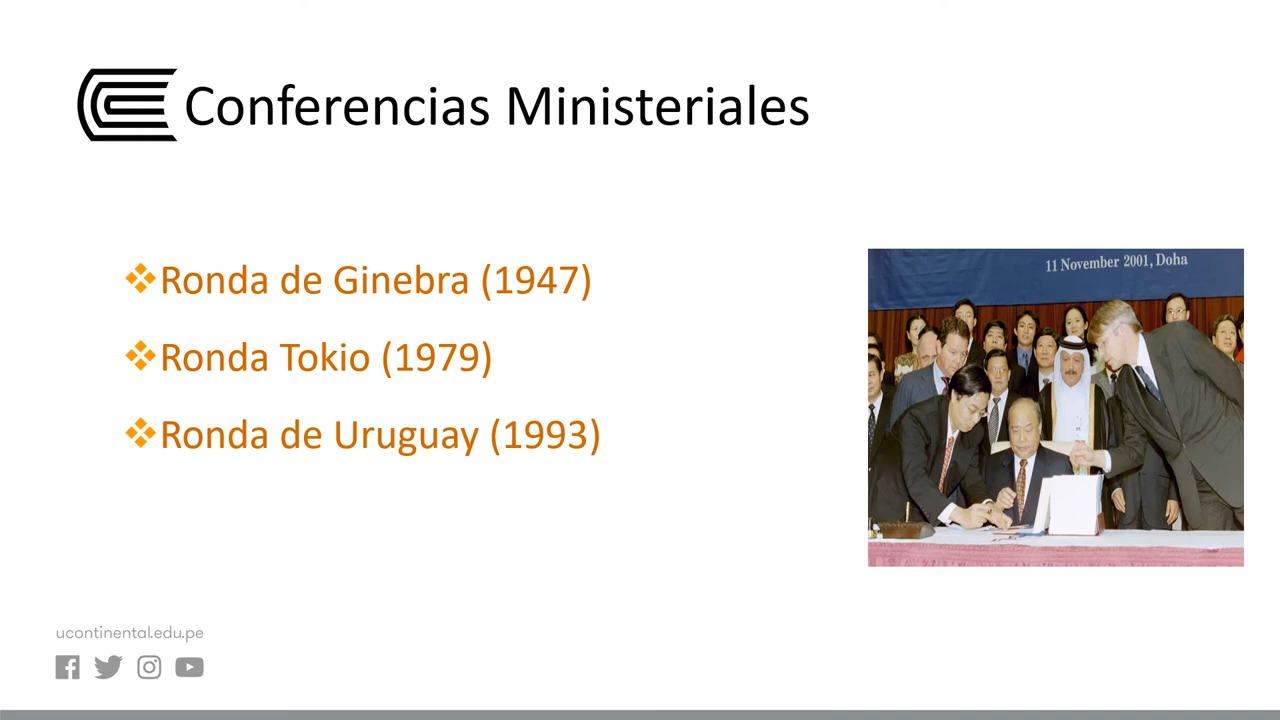 Conferencias Ministeriales
Ronda de Ginebra (1947)
Ronda Tokio (1979)
Ronda de Uruguay (1993)
11 November 2001, Doha
ucontinental.edu.pe